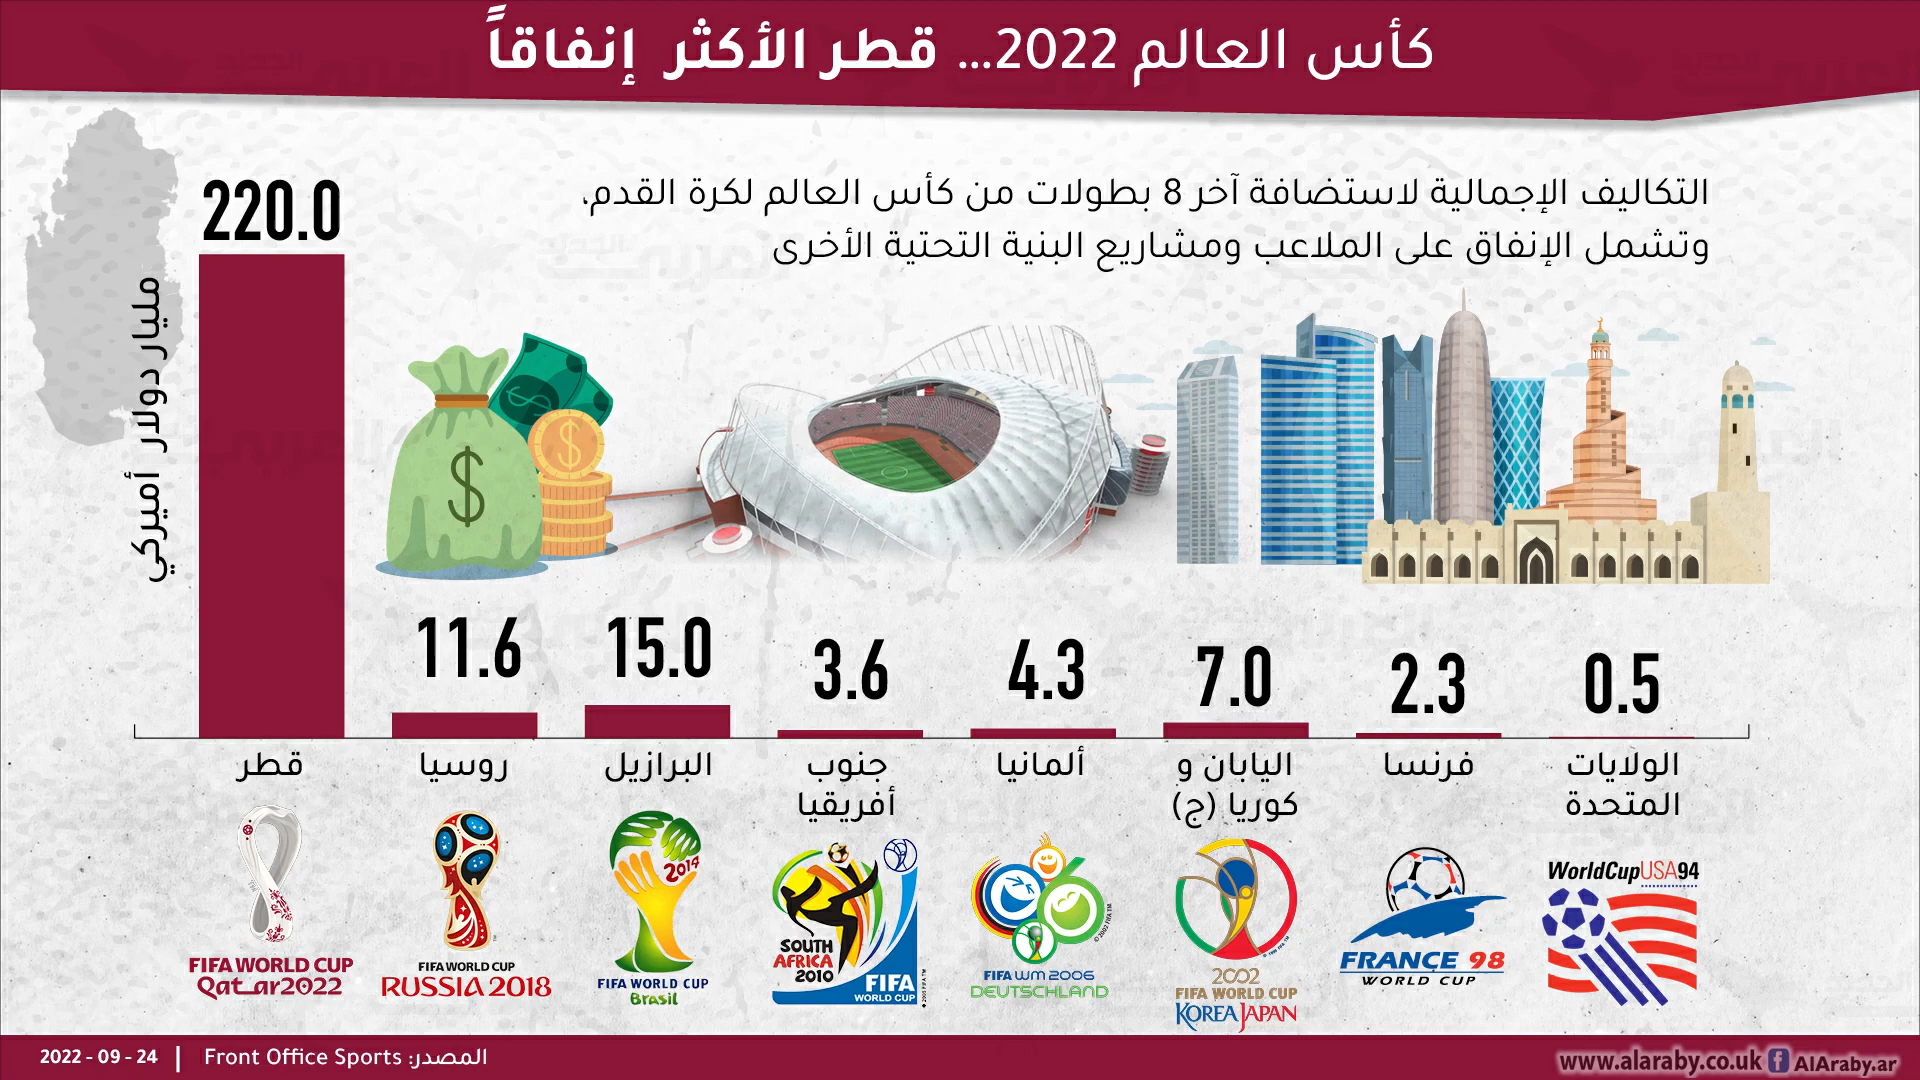 كأس العالم 2022... قطر الأكثر إنفاقاً
التكاليف الإجمالية لاستضافة آخر 8 بطولات من كأس العالم لكرة القدم،
وتشمل الإنفاق على الملاعب ومشاريع البنية التحتية الأخرى
مليار دولار أميركي
220.0
11.6
15.0
3.6
4.3
7.0
2.3
0.5
قطر
روسيا
البرازيل
جنوب
أفريقيا
ألمانيا
اليابان و
كوريا (ج)
فرنسا
الولايات
المتحدة
FIFA WORLD CUP
Qatar2022
FIFA WORLD CUP
RUSSIA 2018
2014
FIFA WORLD CUP
Brasil
SOUTH
AFRICA
2010
FIFA
WORLD CUP
FIFA WM 2006
DEUTSCHLAND
2002
FIFA WORLD CUP
KOREA JAPAN
FRANCE 98
WORLD CUP
WorldCupUSA94
المصدر: Front Office Sports | 2022 - 09 - 24
www.alaraby.co.uk f AlAraby.ar